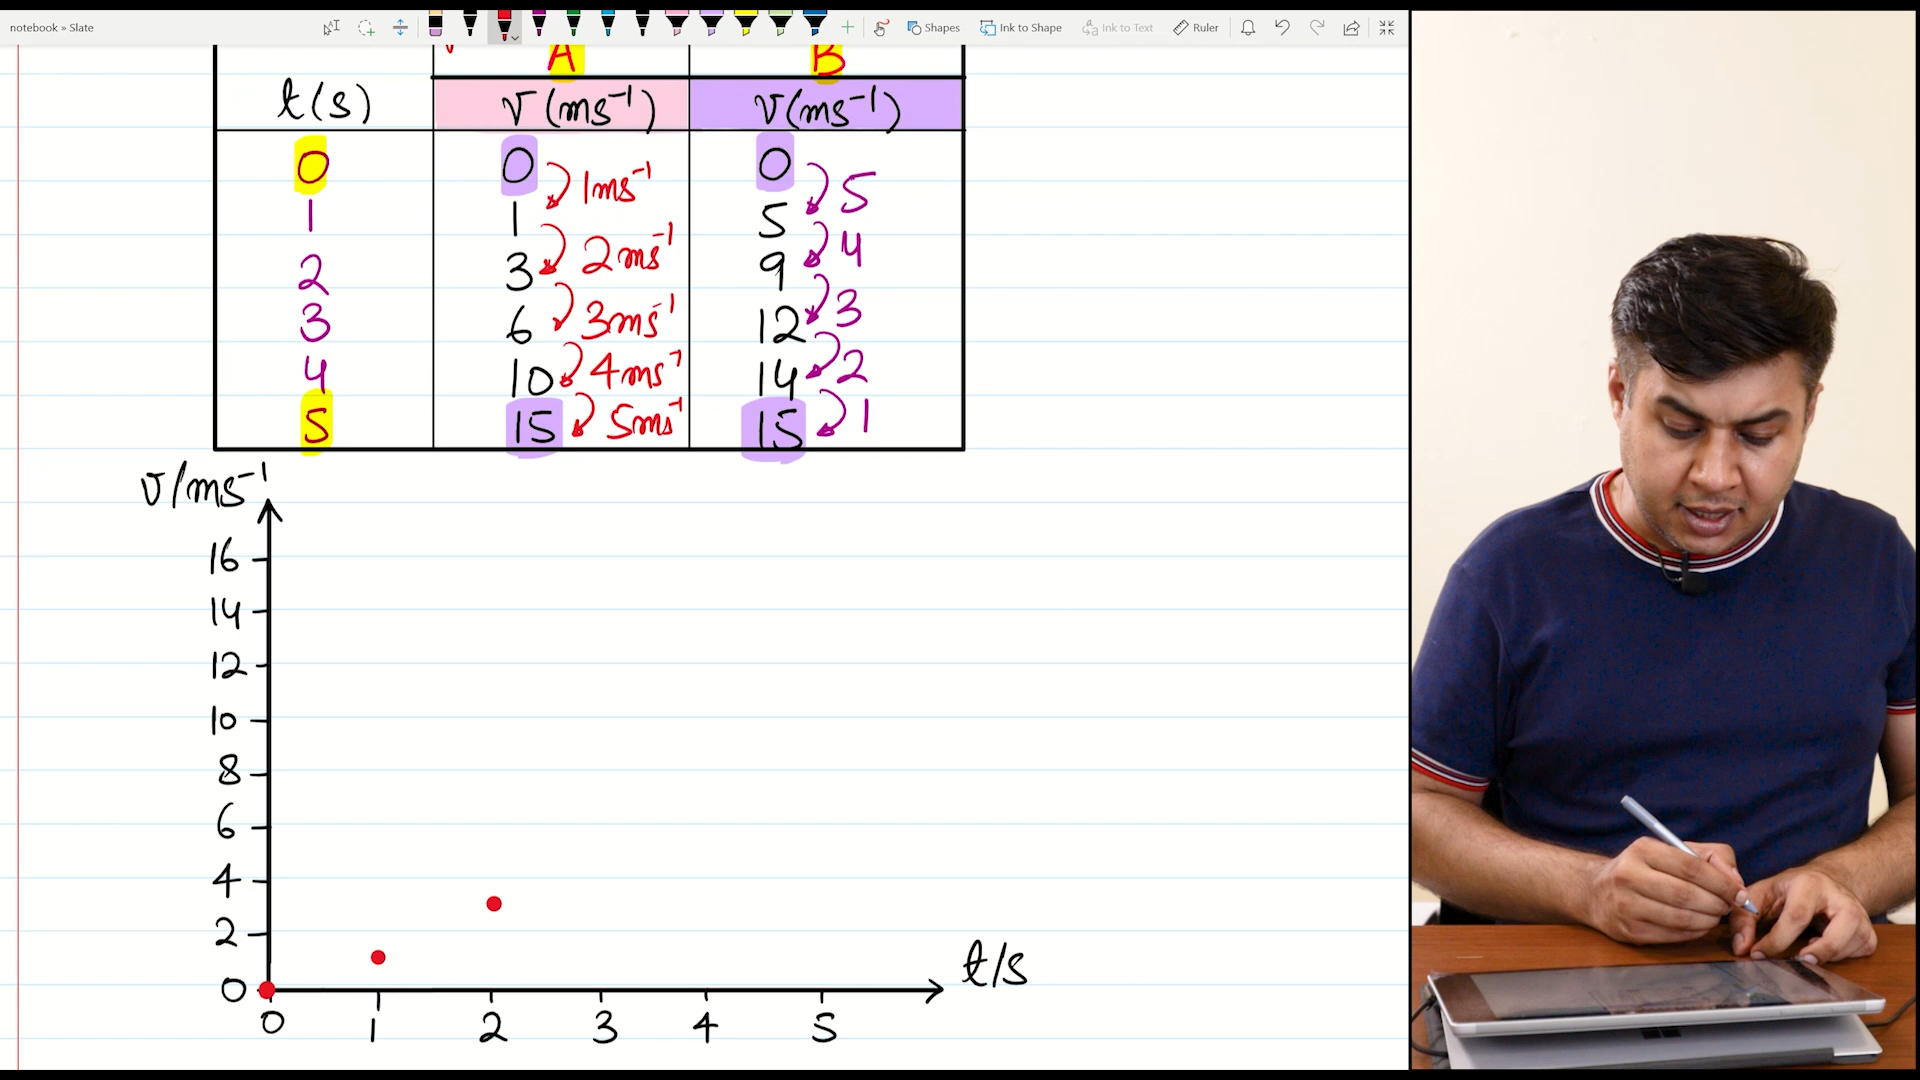 notebook » Slate
Shapes Ink to Shape Ink to Text Ruler
A B
t(s) v(ms⁻¹) v(ms⁻¹)
0 0 0
1ms⁻¹ 5
1 1 5
2ms⁻¹ 4
2 3 9
3ms⁻¹ 3
3 6 12
4ms⁻¹ 2
4 10 14
5ms⁻¹ 1
5 15 15
v/ms⁻¹
16
14
12
10
8
6
4
2
0
t/s
0 1 2 3 4 5